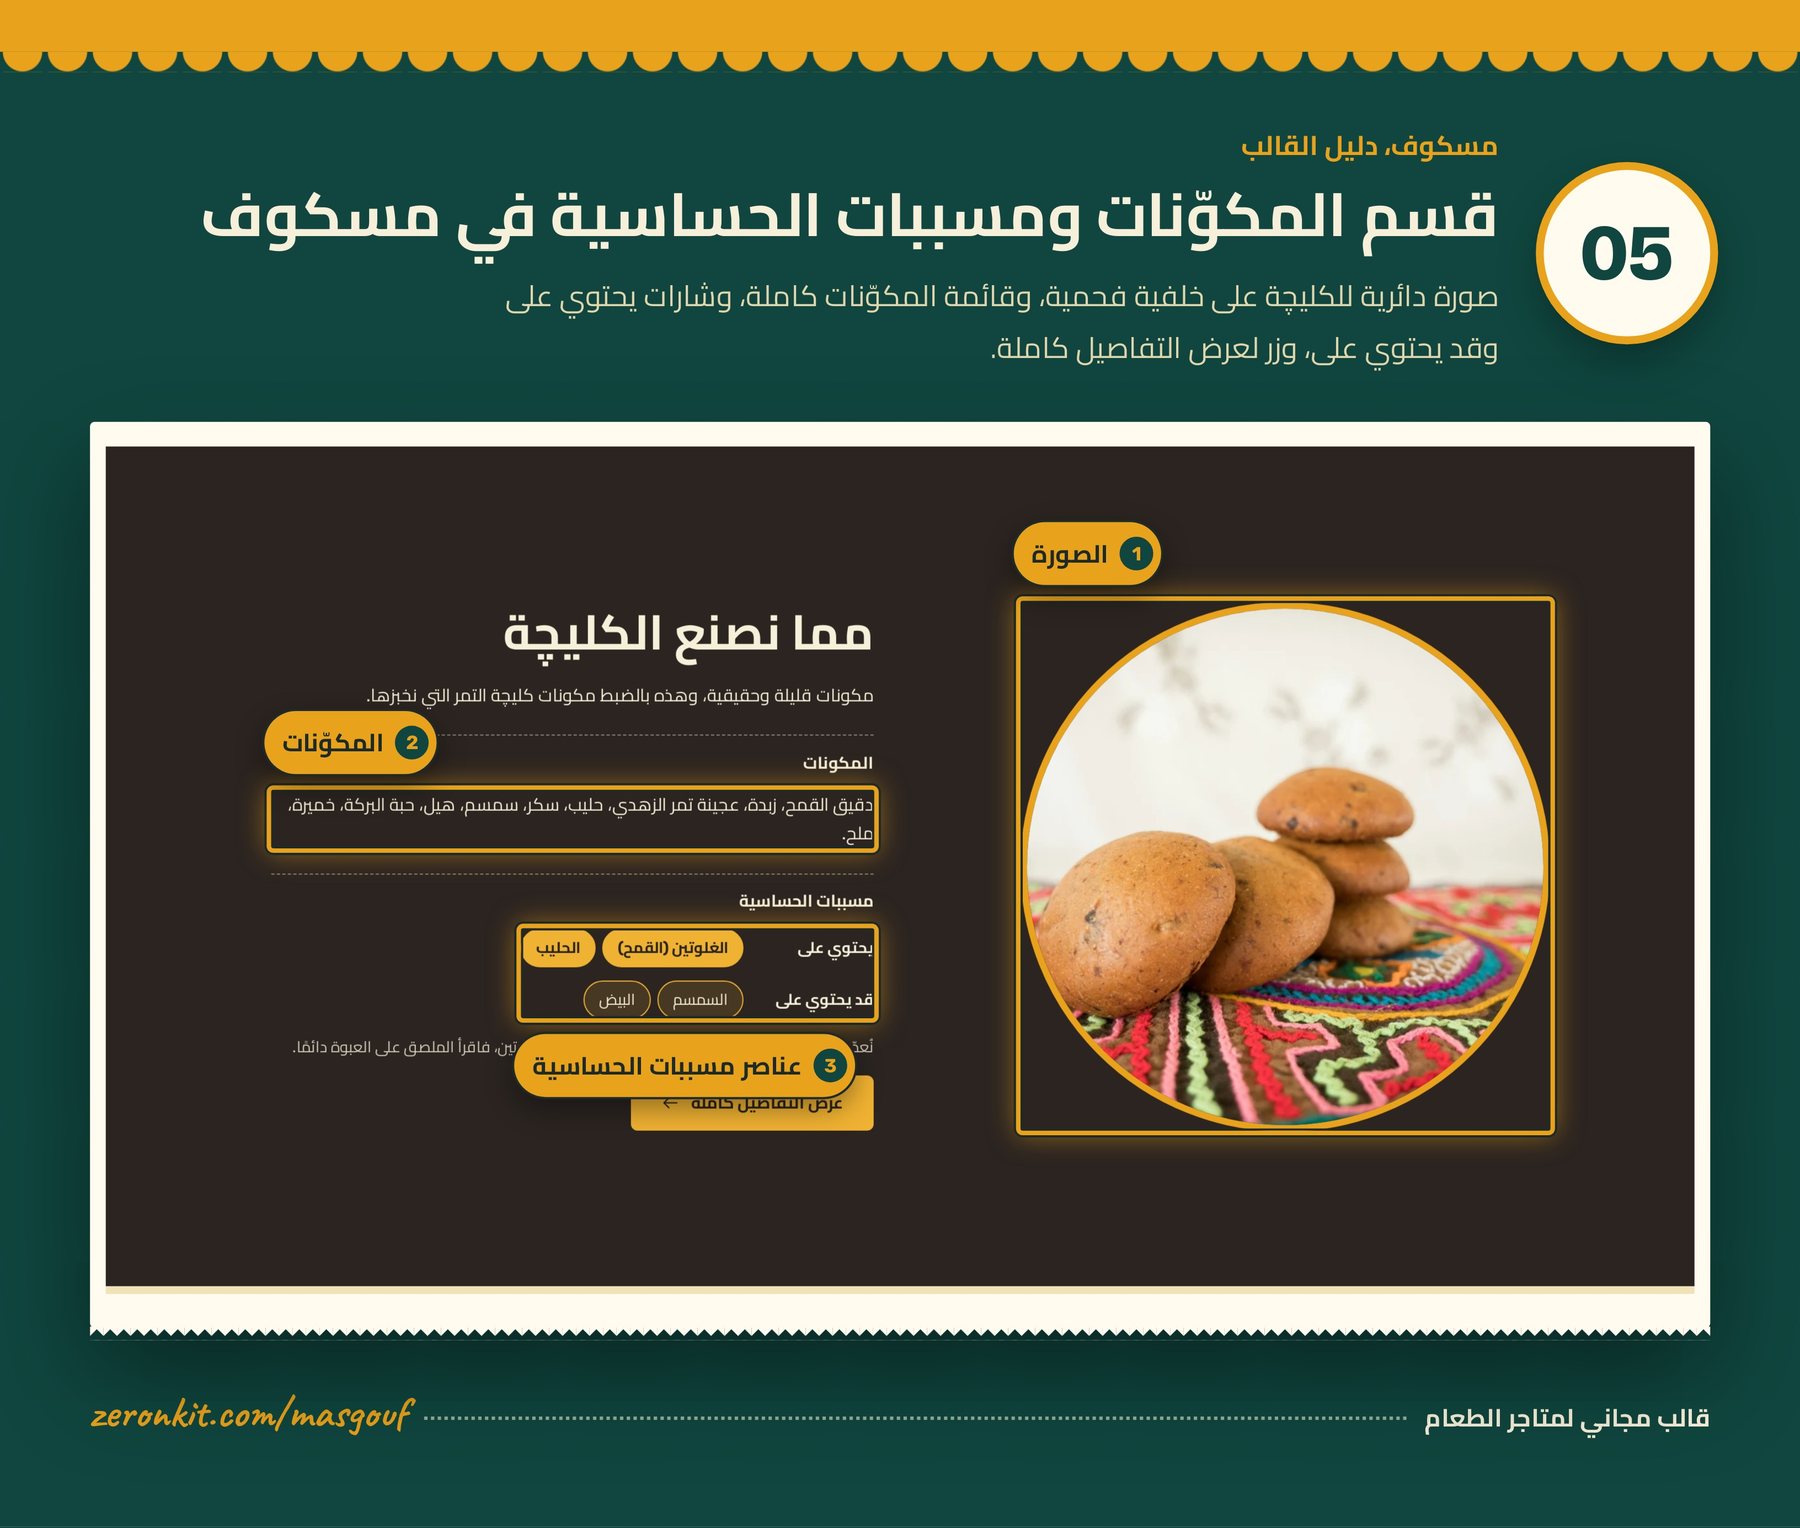 مسكوف، دليل القالب
قسم المكوّنات ومسببات الحساسية في مسكوف
05
صورة دائرية للكليچة على خلفية فحمية، وقائمة المكوّنات كاملة، وشارات يحتوي على
وقد يحتوي على، وزر لعرض التفاصيل كاملة.
1 الصورة
مما نصنع الكليچة
مكونات قليلة وحقيقية، وهذه بالضبط مكونات كليچة التمر التي نخبزها.
2 المكوّنات
المكونات
دقيق القمح، زبدة، عجينة تمر الزهدي، حليب، سكر، سمسم، هيل، حبة البركة، خميرة،
ملح.
مسببات الحساسية
يحتوي على الغلوتين (القمح) الحليب
قد يحتوي على السمسم البيض
فاقرأ الملصق على العبوة دائمًا.
3 عناصر مسببات الحساسية
عرض التفاصيل كاملة ←
قالب مجاني لمتاجر الطعام
zeronkit.com/masgouf